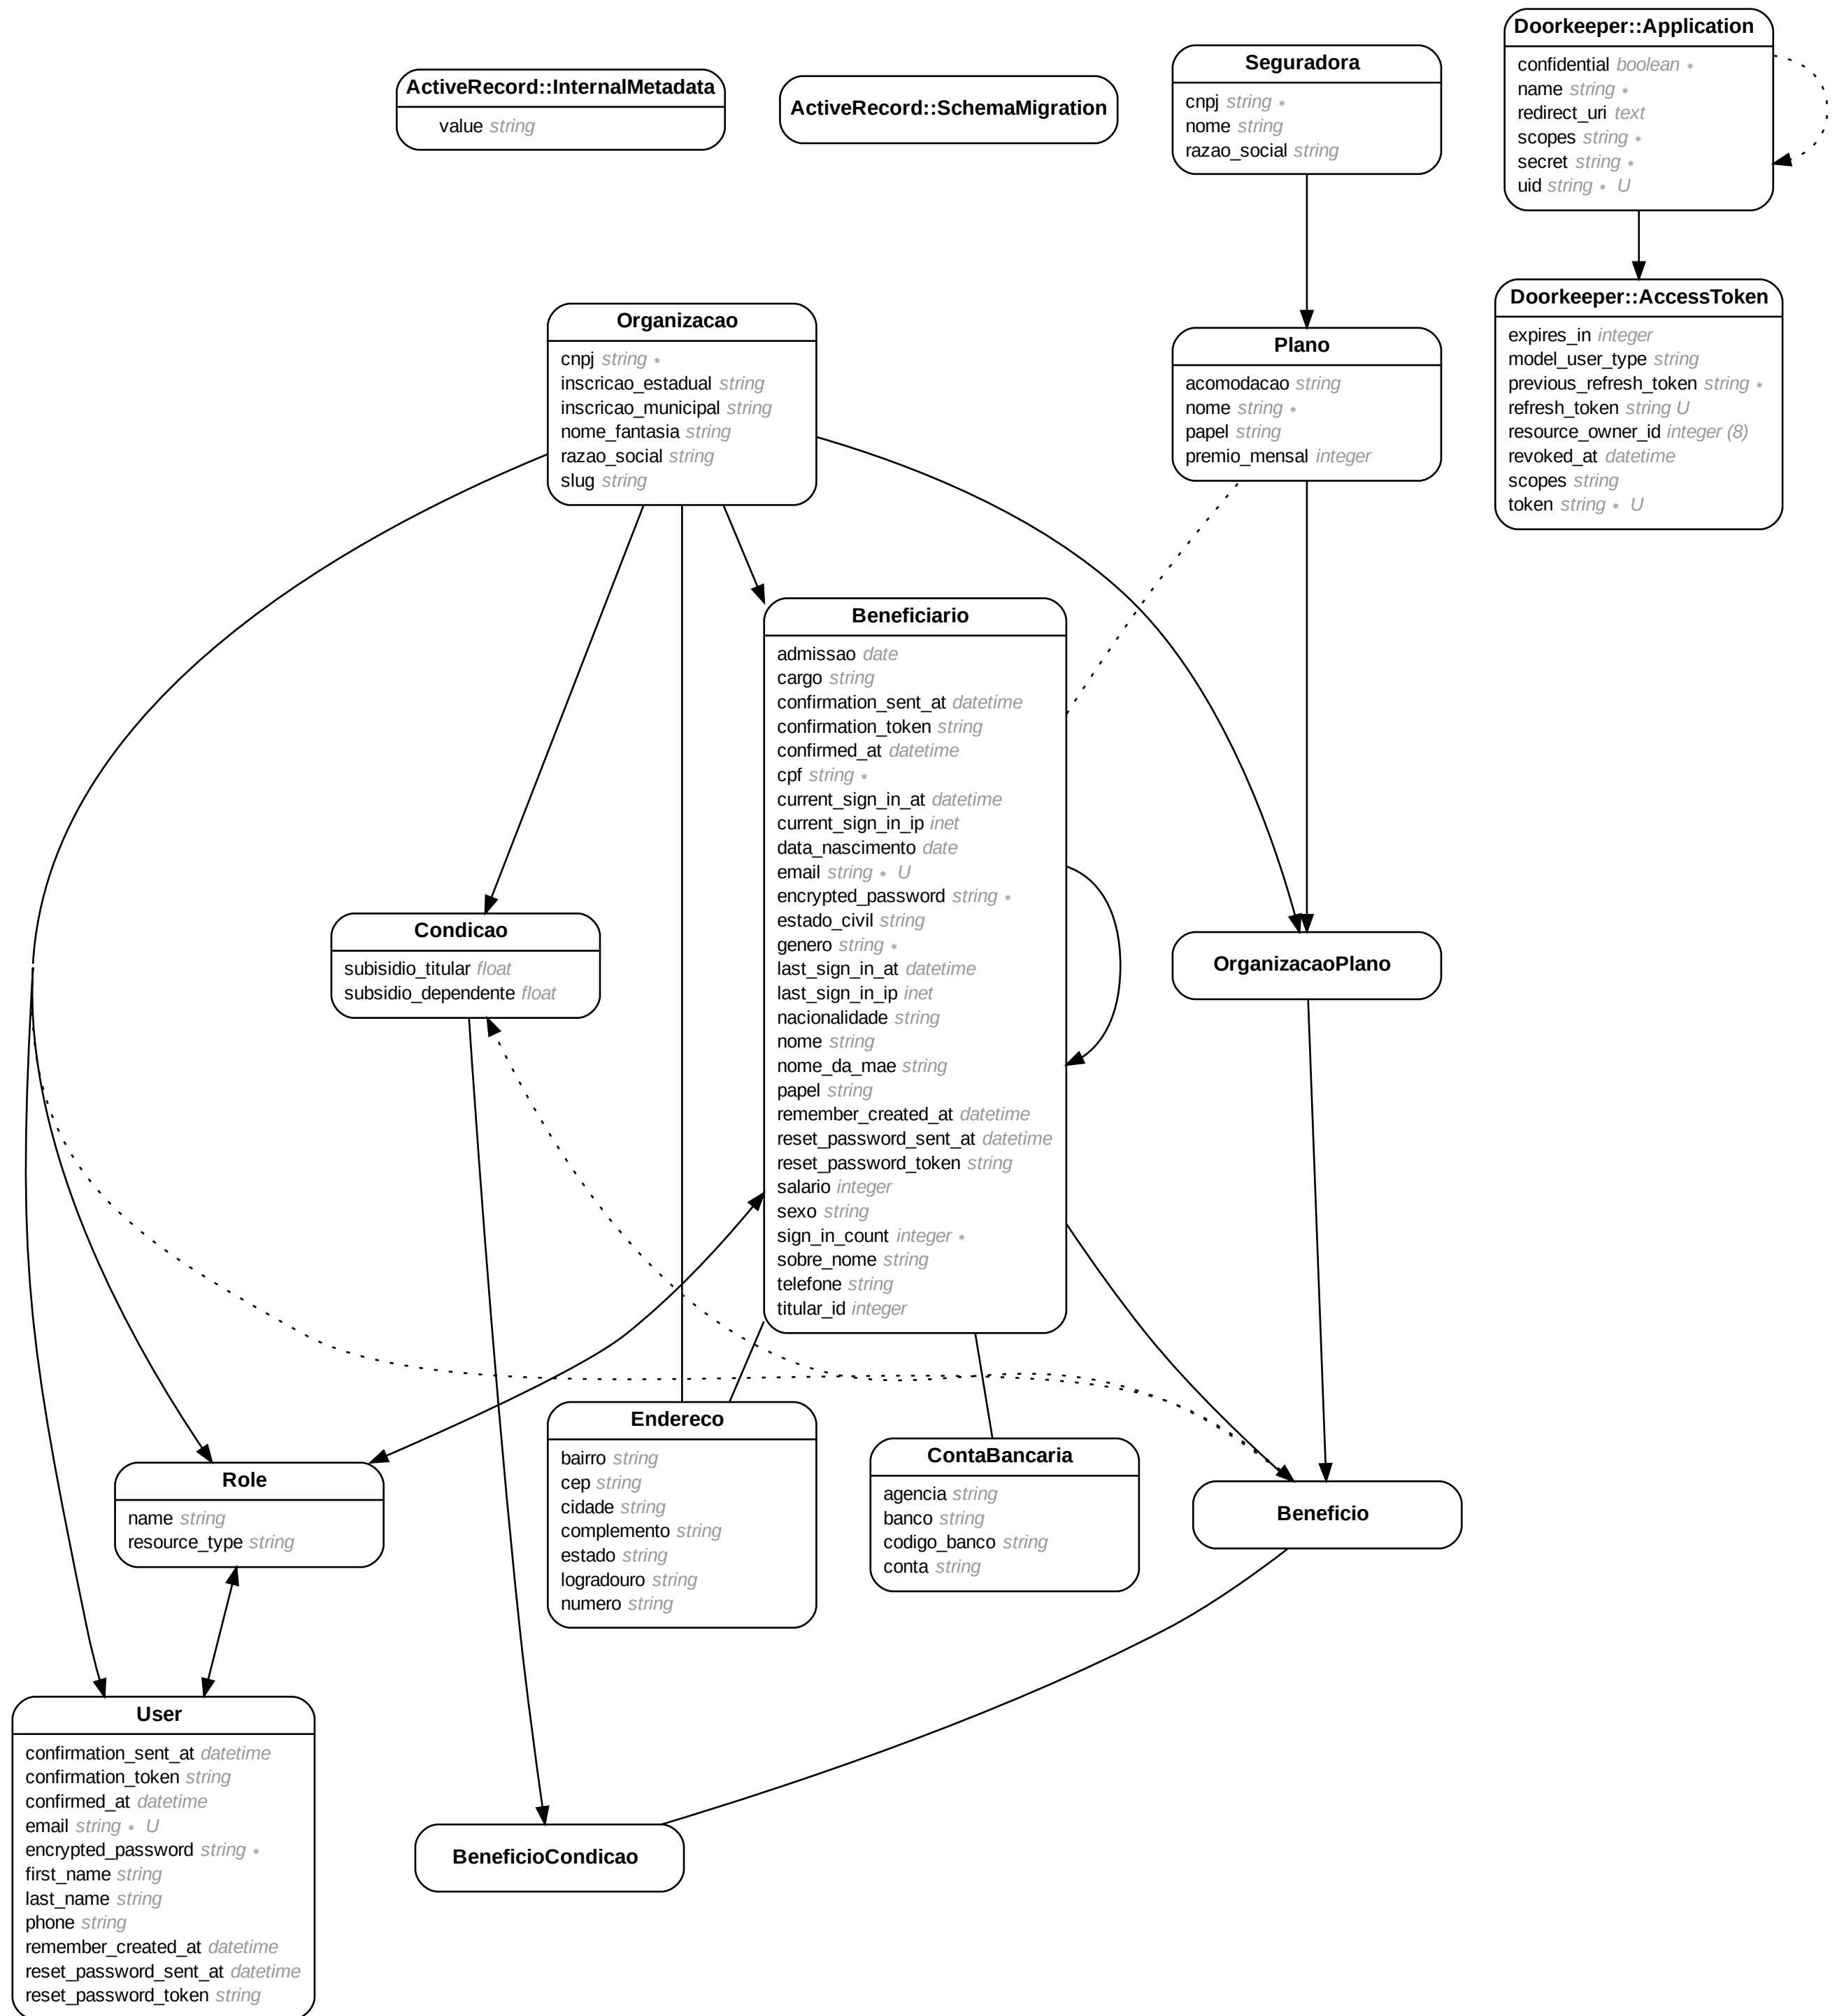 ActiveRecord::InternalMetadata
value string
ActiveRecord::SchemaMigration
Seguradora
cnpj string *
nome string
razao_social string
Doorkeeper::Application
confidential boolean *
name string *
redirect_uri text
scopes string *
secret string *
uid string * U
Doorkeeper::AccessToken
expires_in integer
model_user_type string
previous_refresh_token string *
refresh_token string U
resource_owner_id integer (8)
revoked_at datetime
scopes string
token string * U
Organizacao
cnpj string *
inscricao_estadual string
inscricao_municipal string
nome_fantasia string
razao_social string
slug string
Plano
acomodacao string
nome string *
papel string
premio_mensal integer
Beneficiario
admissao date
cargo string
confirmation_sent_at datetime
confirmation_token string
confirmed_at datetime
cpf string *
current_sign_in_at datetime
current_sign_in_ip inet
data_nascimento date
email string * U
encrypted_password string *
estado_civil string
genero string *
last_sign_in_at datetime
last_sign_in_ip inet
nacionalidade string
nome string
nome_da_mae string
papel string
remember_created_at datetime
reset_password_sent_at datetime
reset_password_token string
salario integer
sexo string
sign_in_count integer *
sobre_nome string
telefone string
titular_id integer
Condicao
subisidio_titular float
subsidio_dependente float
OrganizacaoPlano
Role
name string
resource_type string
Endereco
bairro string
cep string
cidade string
complemento string
estado string
logradouro string
numero string
ContaBancaria
agencia string
banco string
codigo_banco string
conta string
Beneficio
User
confirmation_sent_at datetime
confirmation_token string
confirmed_at datetime
email string * U
encrypted_password string *
first_name string
last_name string
phone string
remember_created_at datetime
reset_password_sent_at datetime
reset_password_token string
BeneficioCondicao